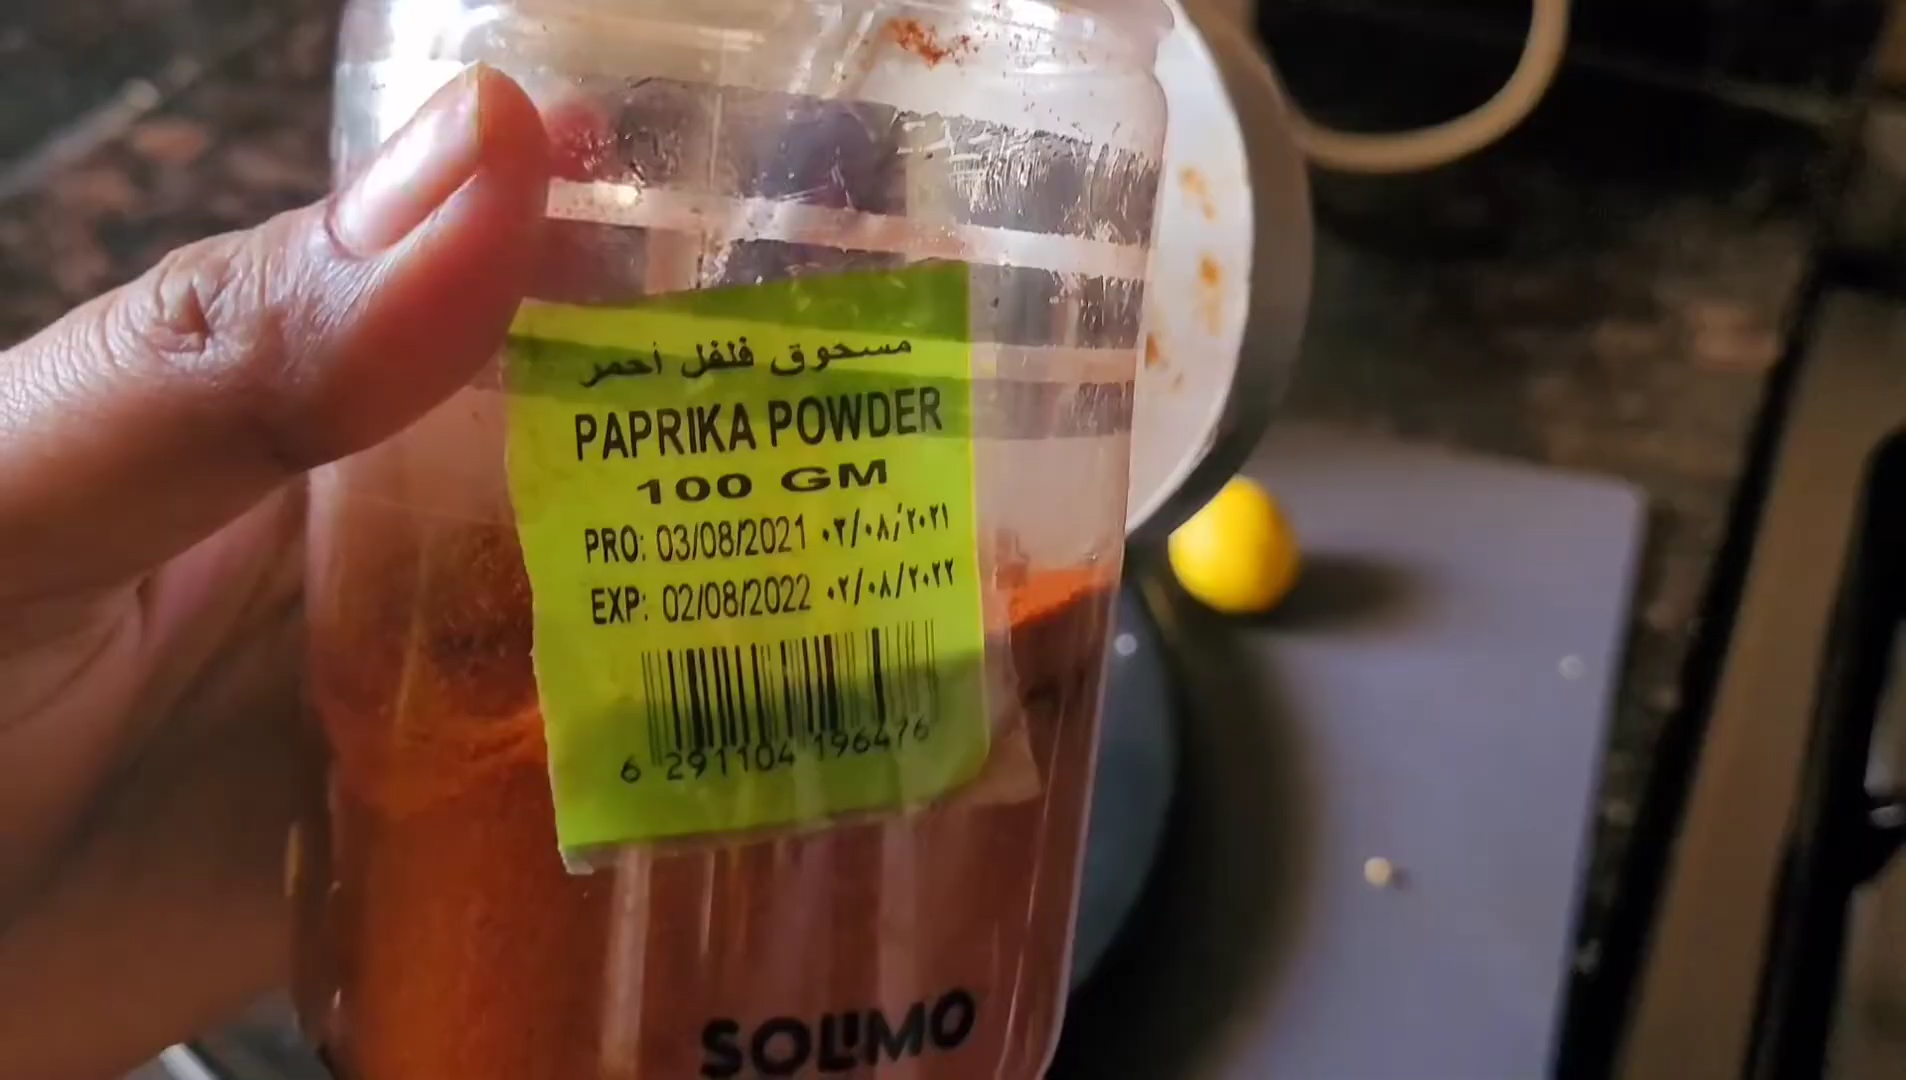 مسحوق فلفل أحمر
PAPRIKA POWDER
100 GM
PRO: 03/08/2021 ٠٣/٠٨/٢٠٢١
EXP: 02/08/2022 ٠٢/٠٨/٢٠٢٢
6 291104 196476
SOLIMO